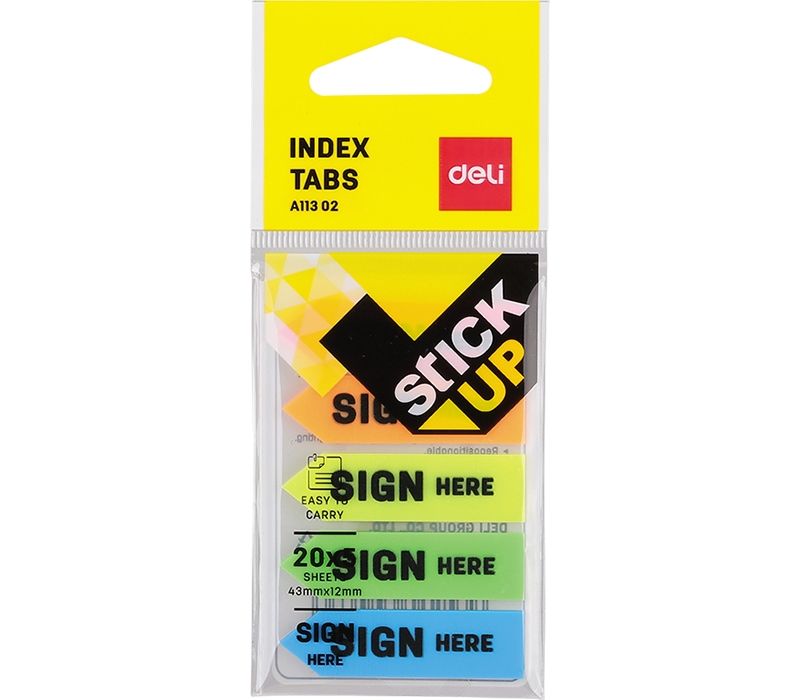 INDEX
TABS
A113 02
deli
stick
UP
SIG
EASY TO
CARRY
SIGN HERE
20x5
SHEETS
43mmx12mm
SIGN HERE
SIGN
HERE
SIGN HERE
Repositionable
DELI GROUP CO., LTD.